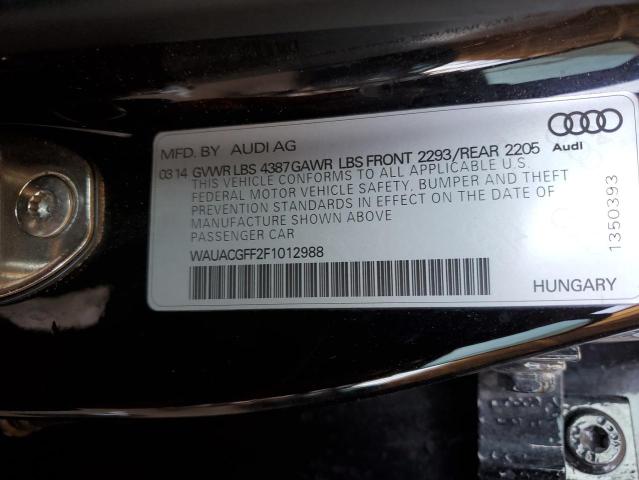 MFD. BY AUDI AG
03 14 GVWR LBS 4387 GAWR LBS FRONT 2293/REAR 2205
THIS VEHICLE CONFORMS TO ALL APPLICABLE U.S.
FEDERAL MOTOR VEHICLE SAFETY, BUMPER AND THEFT
PREVENTION STANDARDS IN EFFECT ON THE DATE OF
MANUFACTURE SHOWN ABOVE
PASSENGER CAR
WAUACGFF2F1012988
Audi
1350393
HUNGARY